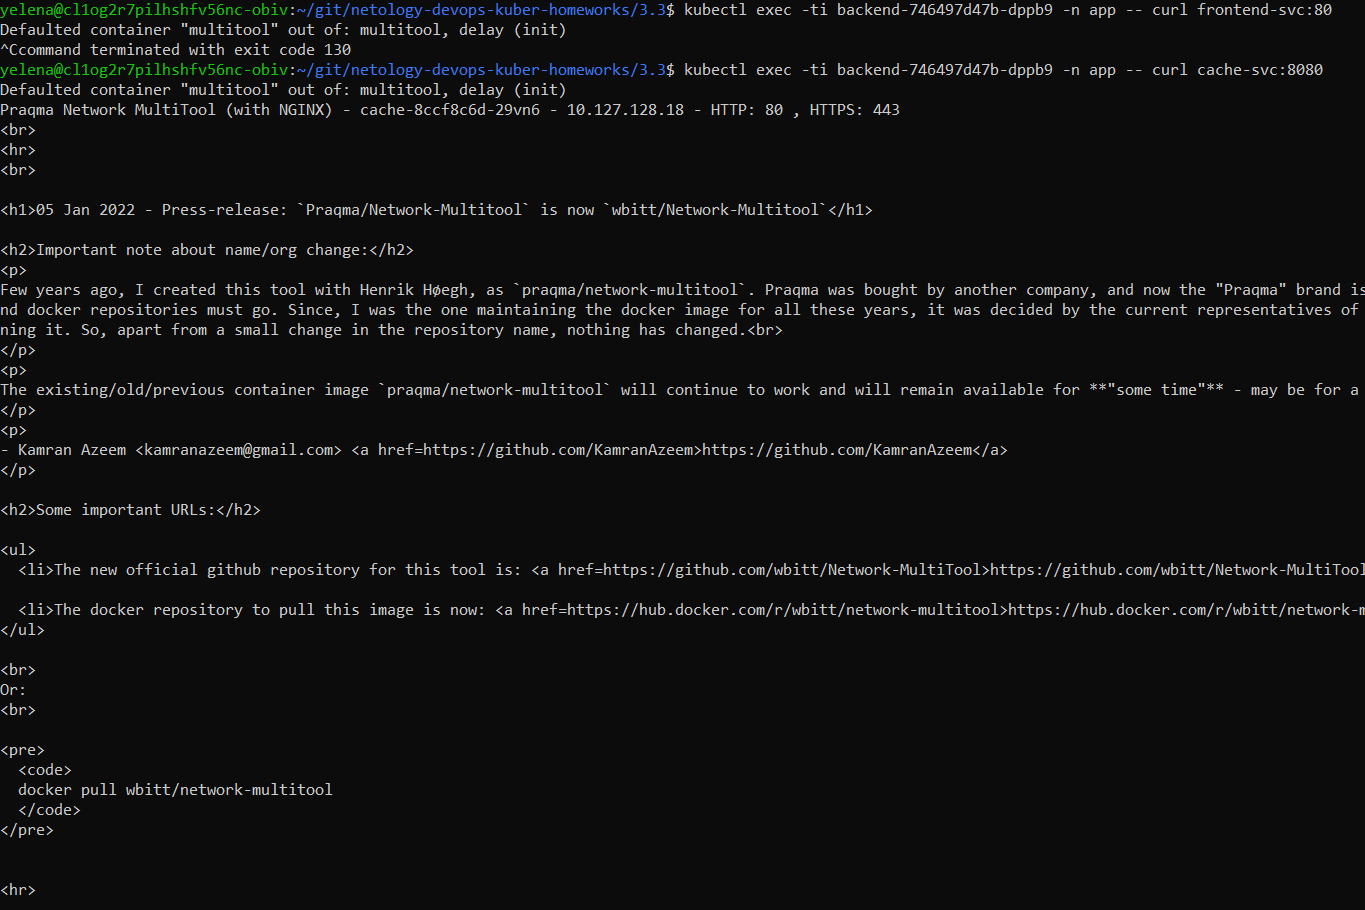 yelena@cl1og2r7pilhshfv56nc-obiv:~/git/netology-devops-kuber-homeworks/3.3$ kubectl exec -ti backend-746497d47b-dppb9 -n app -- curl frontend-svc:80
Defaulted container "multitool" out of: multitool, delay (init)
^Ccommand terminated with exit code 130
yelena@cl1og2r7pilhshfv56nc-obiv:~/git/netology-devops-kuber-homeworks/3.3$ kubectl exec -ti backend-746497d47b-dppb9 -n app -- curl cache-svc:8080
Defaulted container "multitool" out of: multitool, delay (init)
Praqma Network MultiTool (with NGINX) - cache-8ccf8c6d-29vn6 - 10.127.128.18 - HTTP: 80 , HTTPS: 443
<br>
<hr>
<br>
<h1>05 Jan 2022 - Press-release: `Praqma/Network-Multitool` is now `wbitt/Network-Multitool`</h1>
<h2>Important note about name/org change:</h2>
<p>
Few years ago, I created this tool with Henrik Høegh, as `praqma/network-multitool`. Praqma was bought by another company, and now the "Praqma" brand is
nd docker repositories must go. Since, I was the one maintaining the docker image for all these years, it was decided by the current representatives of
ning it. So, apart from a small change in the repository name, nothing has changed.<br>
</p>
<p>
The existing/old/previous container image `praqma/network-multitool` will continue to work and will remain available for **"some time"** - may be for a
</p>
<p>
- Kamran Azeem <kamranazeem@gmail.com> <a href=https://github.com/KamranAzeem>https://github.com/KamranAzeem</a>
</p>
<h2>Some important URLs:</h2>
<ul>
  <li>The new official github repository for this tool is: <a href=https://github.com/wbitt/Network-MultiTool>https://github.com/wbitt/Network-MultiTool
  <li>The docker repository to pull this image is now: <a href=https://hub.docker.com/r/wbitt/network-multitool>https://hub.docker.com/r/wbitt/network-m
</ul>
<br>
Or:
<br>
<pre>
  <code>
  docker pull wbitt/network-multitool
  </code>
</pre>
<hr>